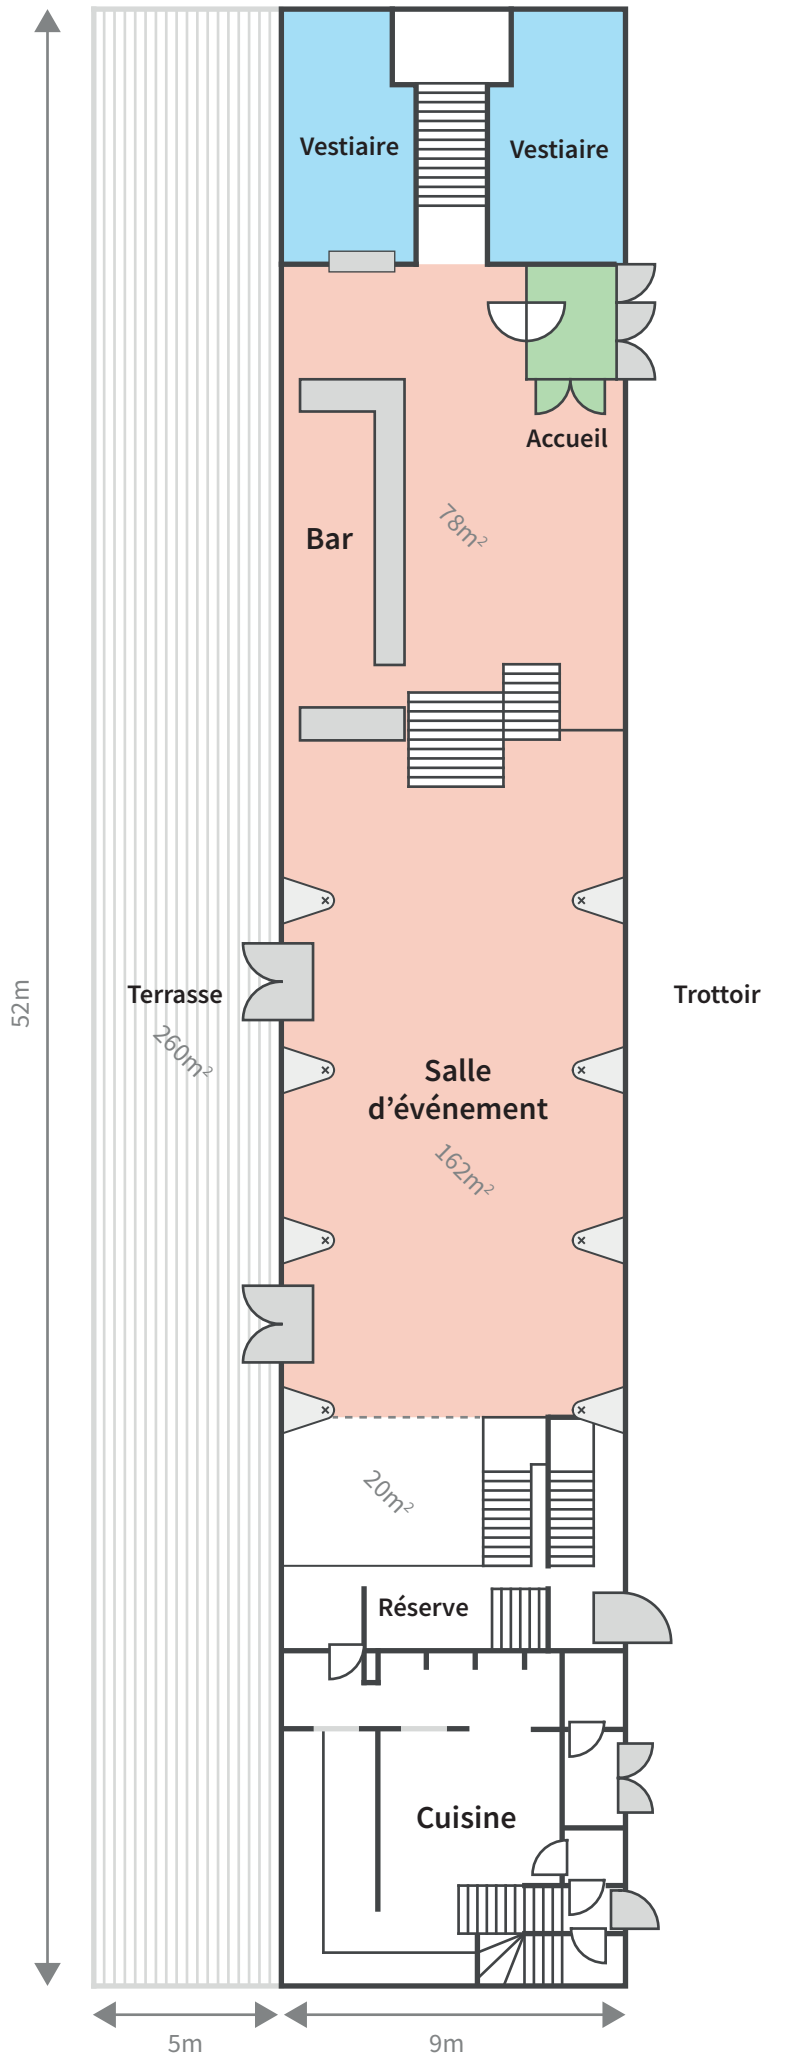 Vestiaire
Vestiaire
Accueil
78m²
Bar
52m
Terrasse
260m²
Trottoir
Salle
d’événement
162m²
20m²
Réserve
Cuisine
5m
9m